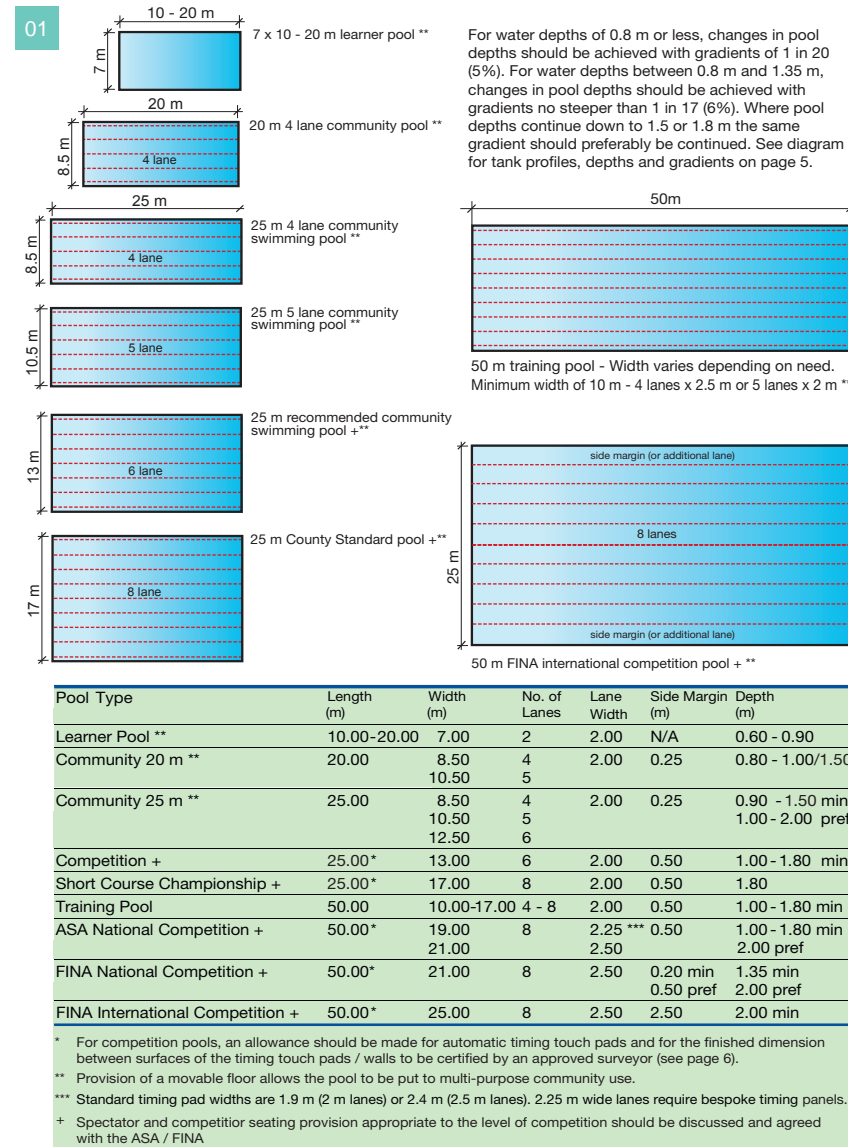 01
10 - 20 m
7 m
7 x 10 - 20 m learner pool **
20 m
8.5 m
4 lane
20 m 4 lane community pool **
25 m
8.5 m
4 lane
25 m 4 lane community
swimming pool **
10.5 m
5 lane
25 m 5 lane community
swimming pool **
13 m
6 lane
25 m recommended community
swimming pool +**
17 m
8 lane
25 m County Standard pool +**
For water depths of 0.8 m or less, changes in pool
depths should be achieved with gradients of 1 in 20
(5%). For water depths between 0.8 m and 1.35 m,
changes in pool depths should be achieved with
gradients no steeper than 1 in 17 (6%). Where pool
depths continue down to 1.5 or 1.8 m the same
gradient should preferably be continued. See diagram
for tank profiles, depths and gradients on page 5.
50m
50 m training pool - Width varies depending on need.
Minimum width of 10 m - 4 lanes x 2.5 m or 5 lanes x 2 m **
25 m
side margin (or additional lane)
8 lanes
side margin (or additional lane)
50 m FINA international competition pool + **
Pool Type Length (m) Width (m) No. of Lanes Lane Width Side Margin (m) Depth (m)
Learner Pool ** 10.00-20.00 7.00 2 2.00 N/A 0.60 - 0.90
Community 20 m ** 20.00 8.50 4 2.00 0.25 0.80 - 1.00/1.50
10.50 5
Community 25 m ** 25.00 8.50 4 2.00 0.25 0.90 - 1.50 min
10.50 5 1.00 - 2.00 pref
12.50 6
Competition + 25.00* 13.00 6 2.00 0.50 1.00 - 1.80 min
Short Course Championship + 25.00* 17.00 8 2.00 0.50 1.80
Training Pool 50.00 10.00-17.00 4 - 8 2.00 0.50 1.00 - 1.80 min
ASA National Competition + 50.00* 19.00 8 2.25 *** 0.50 1.00 - 1.80 min
21.00 2.50 2.00 pref
FINA National Competition + 50.00* 21.00 8 2.50 0.20 min 1.35 min
0.50 pref 2.00 pref
FINA International Competition + 50.00* 25.00 8 2.50 2.50 2.00 min
* For competition pools, an allowance should be made for automatic timing touch pads and for the finished dimension
between surfaces of the timing touch pads / walls to be certified by an approved surveyor (see page 6).
** Provision of a movable floor allows the pool to be put to multi-purpose community use.
*** Standard timing pad widths are 1.9 m (2 m lanes) or 2.4 m (2.5 m lanes). 2.25 m wide lanes require bespoke timing panels.
+ Spectator and competitior seating provision appropriate to the level of competition should be discussed and agreed
with the ASA / FINA